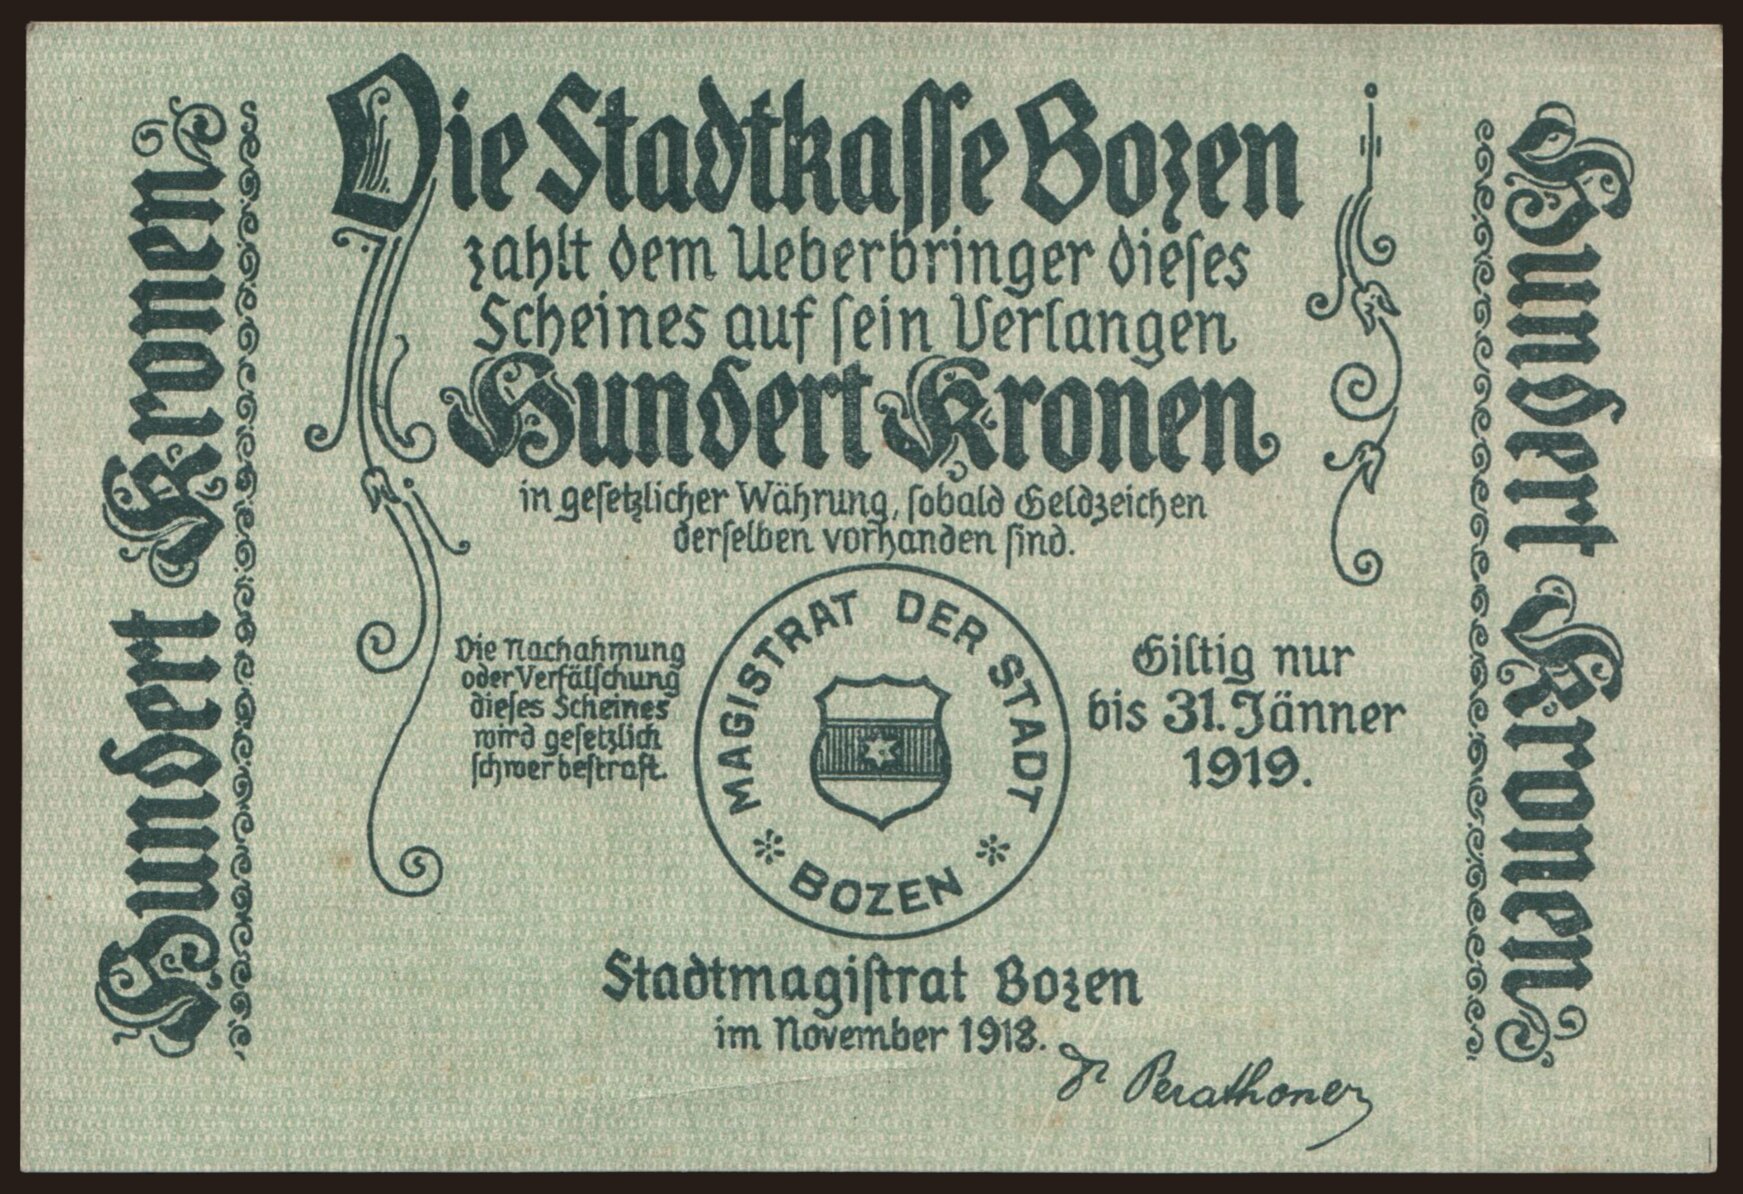 Hundert Kronen
Die Stadtkasse Bozen
zahlt dem Ueberbringer dieses
Scheines auf sein Verlangen
Hundert Kronen
in gesetzlicher Währung, sobald Geldzeichen
derselben vorhanden sind.
Die Nachahmung
oder Verfälschung
dieses Scheines
wird gesetzlich
schwer bestraft.
MAGISTRAT DER STADT
BOZEN
Giltig nur
bis 31. Jänner
1919.
Stadtmagistrat Bozen
im November 1918.
Dr Perathoner
Hundert Kronen